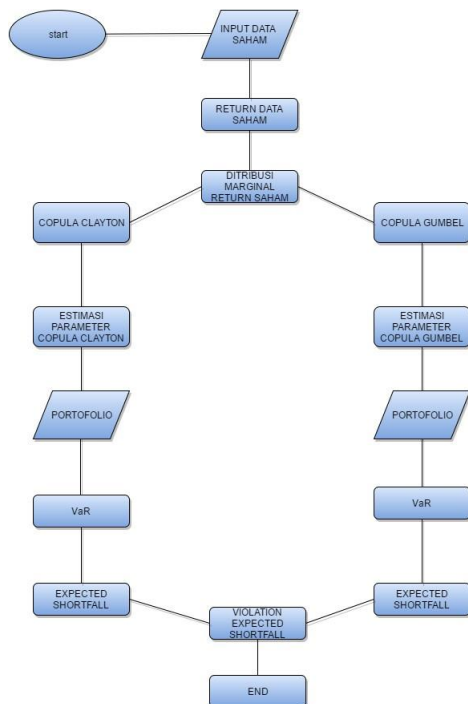 start
INPUT DATA
SAHAM
RETURN DATA
SAHAM
DITRIBUSI
MARGINAL
RETURN SAHAM
COPULA CLAYTON
COPULA GUMBEL
ESTIMASI
PARAMETER
COPULA CLAYTON
ESTIMASI
PARAMETER
COPULA GUMBEL
PORTOFOLIO
PORTOFOLIO
VaR
VaR
EXPECTED
SHORTFALL
EXPECTED
SHORTFALL
VIOLATION
EXPECTED
SHORTFALL
END